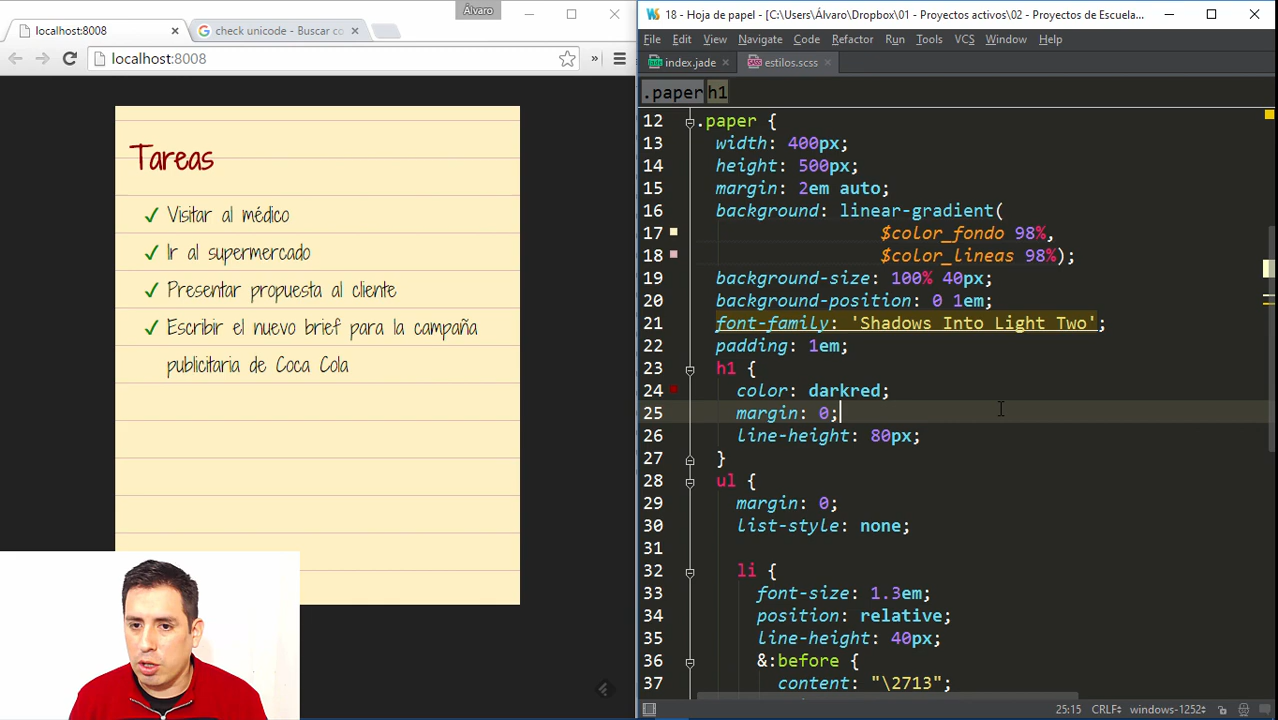 Álvaro
localhost:8008
check unicode - Buscar co
localhost:8008
»
Tareas
✓ Visitar al médico
✓ Ir al supermercado
✓ Presentar propuesta al cliente
✓ Escribir el nuevo brief para la campaña
publicitaria de Coca Cola
18 - Hoja de papel - [C:\Users\Álvaro\Dropbox\01 - Proyectos activos\02 - Proyectos de Escuela...
File Edit View Navigate Code Refactor Run Tools VCS Window Help
index.jade estilos.scss
.paper h1
12 .paper {
13 width: 400px;
14 height: 500px;
15 margin: 2em auto;
16 background: linear-gradient(
17 $color_fondo 98%,
18 $color_lineas 98%);
19 background-size: 100% 40px;
20 background-position: 0 1em;
21 font-family: 'Shadows Into Light Two';
22 padding: 1em;
23 h1 {
24 color: darkred;
25 margin: 0;
26 line-height: 80px;
27 }
28 ul {
29 margin: 0;
30 list-style: none;
31
32 li {
33 font-size: 1.3em;
34 position: relative;
35 line-height: 40px;
36 &:before {
37 content: "\2713";
25:15 CRLF÷ windows-1252÷